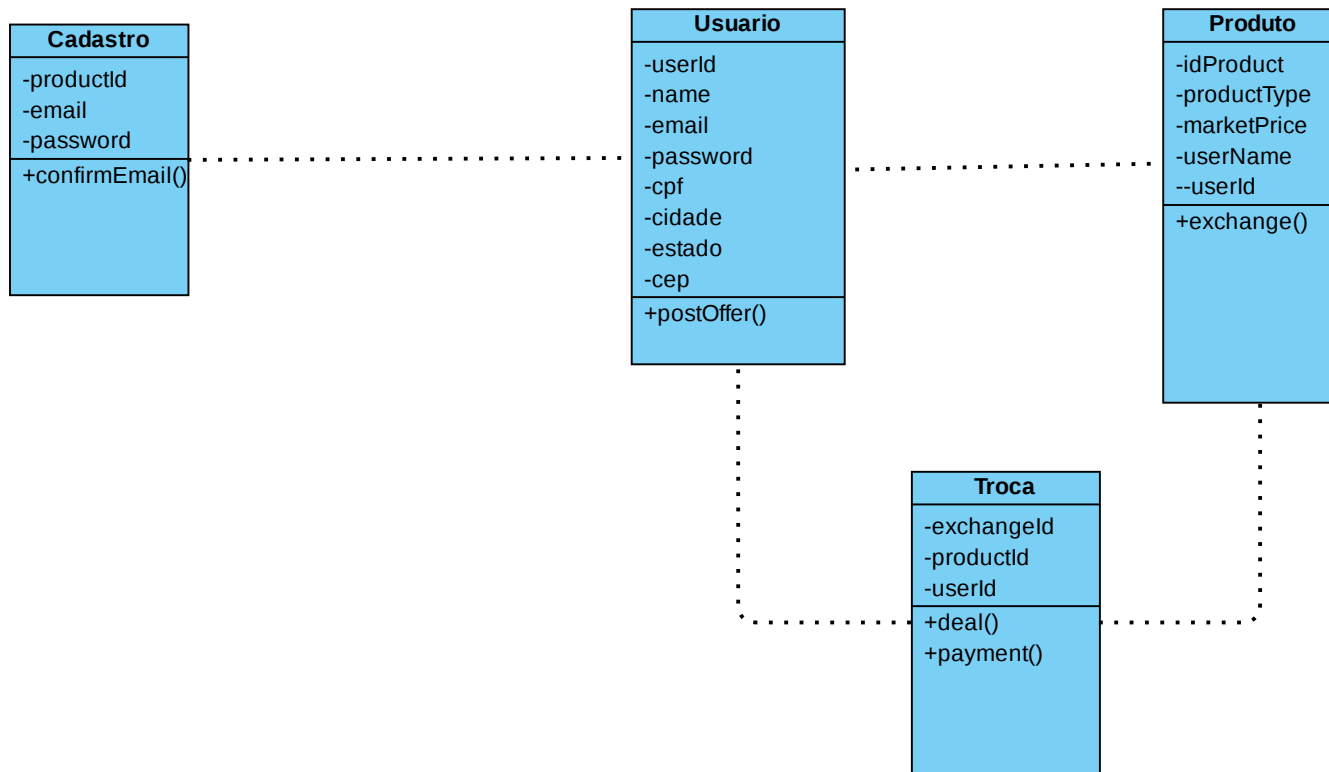 Cadastro
-productId
-email
-password
+confirmEmail()
Usuario
-userId
-name
-email
-password
-cpf
-cidade
-estado
-cep
+postOffer()
Produto
-idProduct
-productType
-marketPrice
-userName
--userId
+exchange()
Troca
-exchangeId
-productId
-userId
+deal()
+payment()